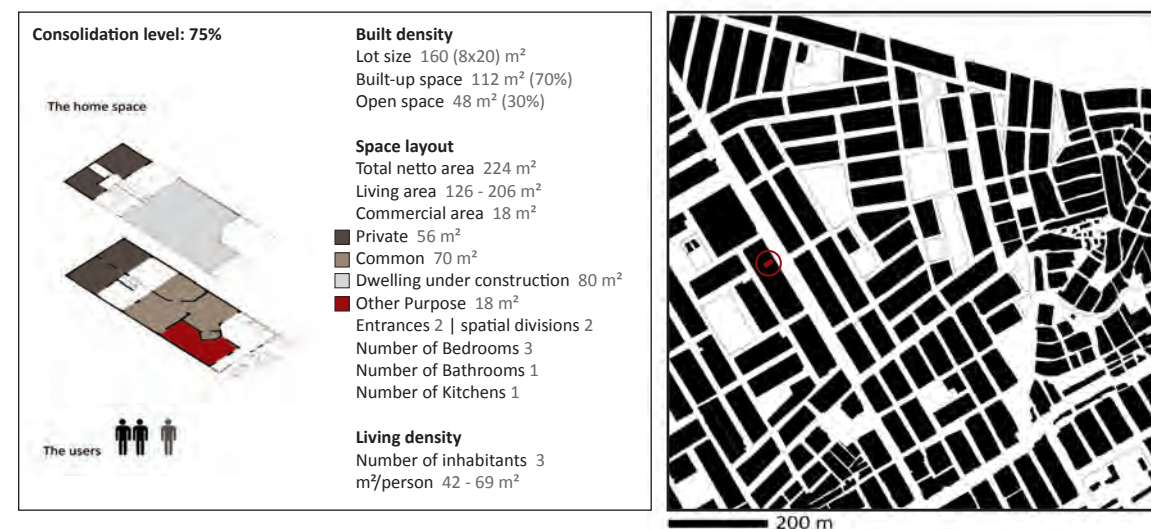 Consolidation level: 75%
The home space
The users
Built density
Lot size 160 (8x20) m²
Built-up space 112 m² (70%)
Open space 48 m² (30%)
Space layout
Total netto area 224 m²
Living area 126 - 206 m²
Commercial area 18 m²
Private 56 m²
Common 70 m²
Dwelling under construction 80 m²
Other Purpose 18 m²
Entrances 2 | spatial divisions 2
Number of Bedrooms 3
Number of Bathrooms 1
Number of Kitchens 1
Living density
Number of inhabitants 3
m²/person 42 - 69 m²
200 m